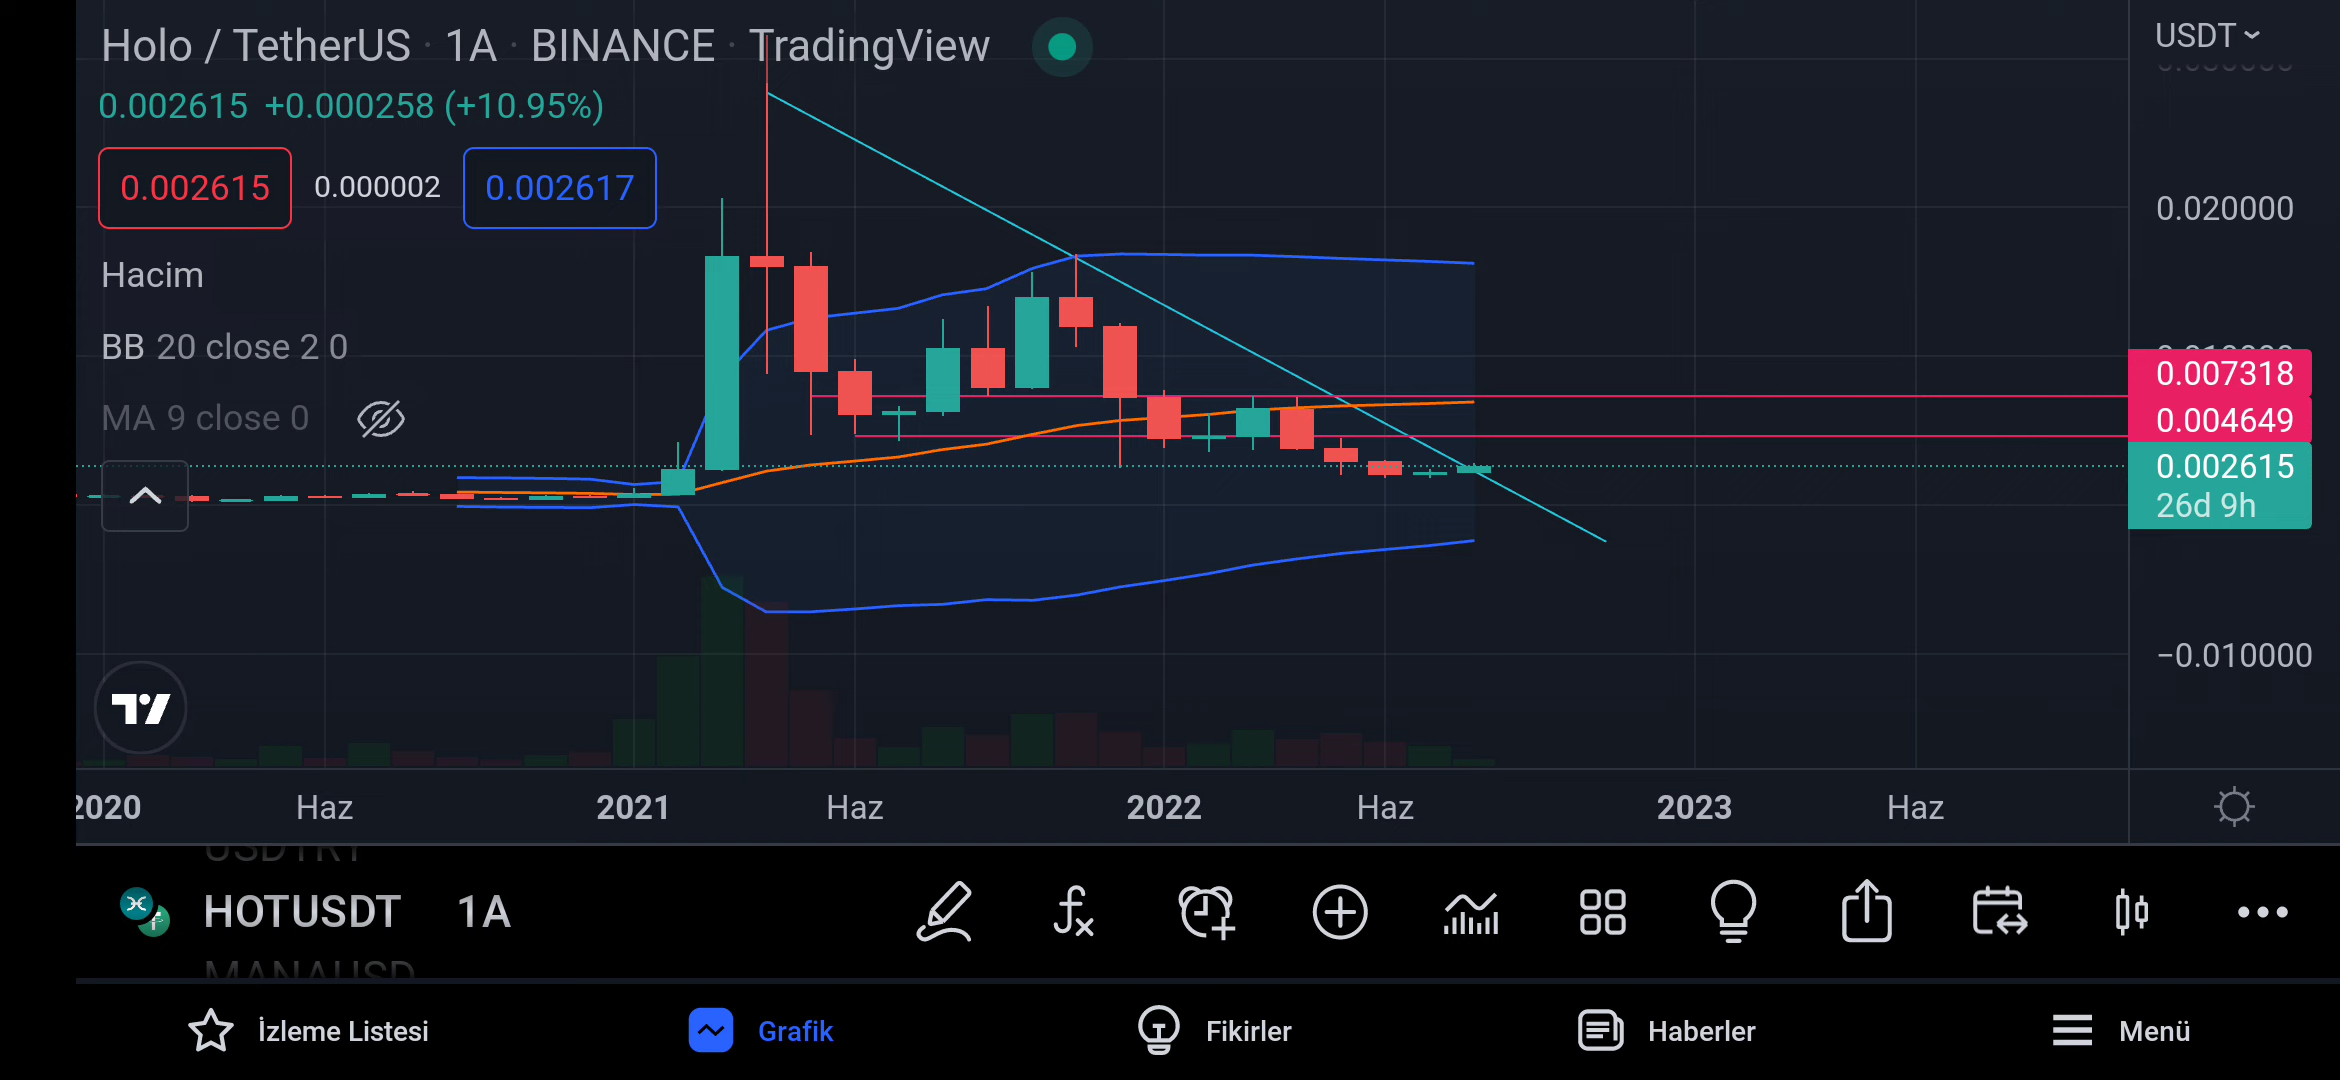 Holo / TetherUS · 1A · BINANCE · TradingView
USDT
0.002615 +0.000258 (+10.95%)
0.002615 0.000002 0.002617
0.020000
Hacim
BB 20 close 2 0
0.007318
MA 9 close 0
0.004649
0.002615
26d 9h
−0.010000
2020 Haz 2021 Haz 2022 Haz 2023 Haz
USDTRY
HOTUSDT 1A
MANAUSD
İzleme Listesi Grafik Fikirler Haberler Menü